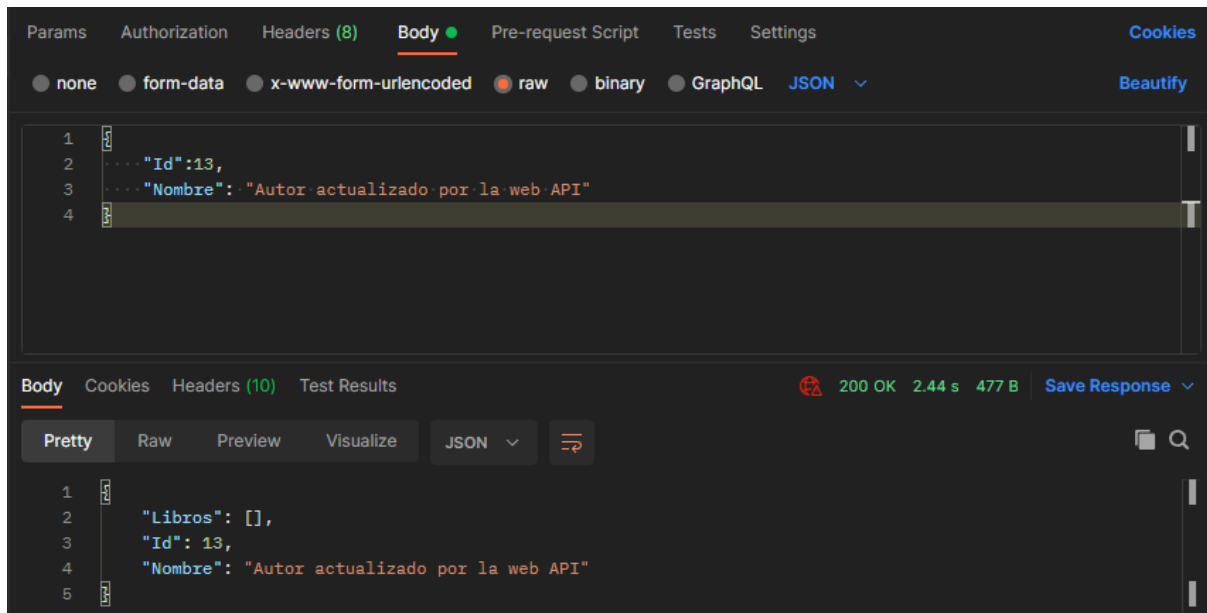 Params Authorization Headers (8) Body Pre-request Script Tests Settings Cookies
none form-data x-www-form-urlencoded raw binary GraphQL JSON Beautify
1 {
2 "Id":13,
3 "Nombre": "Autor actualizado por la web API"
4 }
Body Cookies Headers (10) Test Results 200 OK 2.44 s 477 B Save Response
Pretty Raw Preview Visualize JSON
1 {
2 "Libros": [],
3 "Id": 13,
4 "Nombre": "Autor actualizado por la web API"
5 }